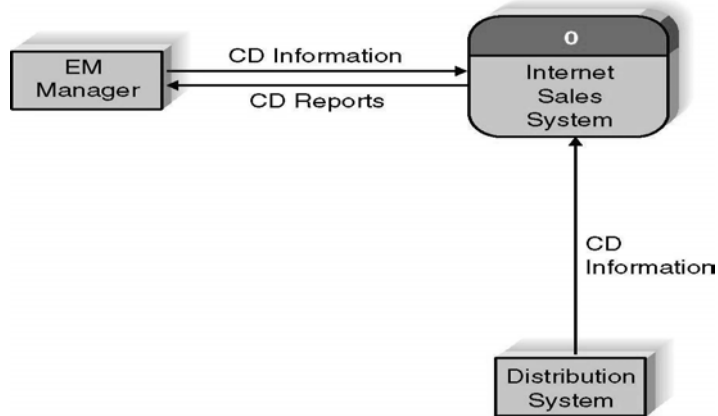 0
EM
Manager
CD Information
CD Reports
Internet
Sales
System
CD
Information
Distribution
System